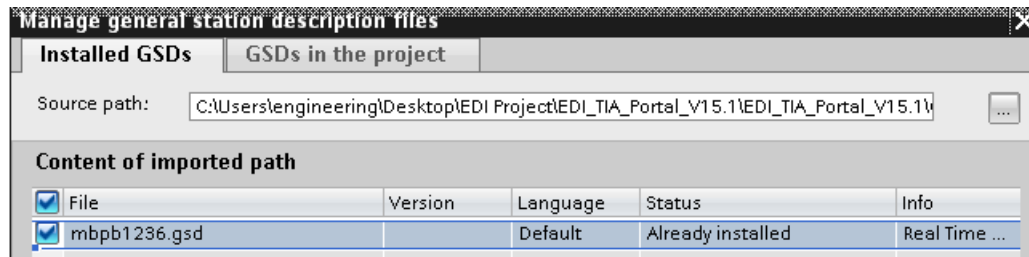 Manage general station description files
Installed GSDs GSDs in the project
Source path: C:\Users\engineering\Desktop\EDI Project\EDI_TIA_Portal_V15.1\EDI_TIA_Portal_V15.1\
...
Content of imported path
File Version Language Status Info
mbpb1236.gsd Default Already installed Real Time ...